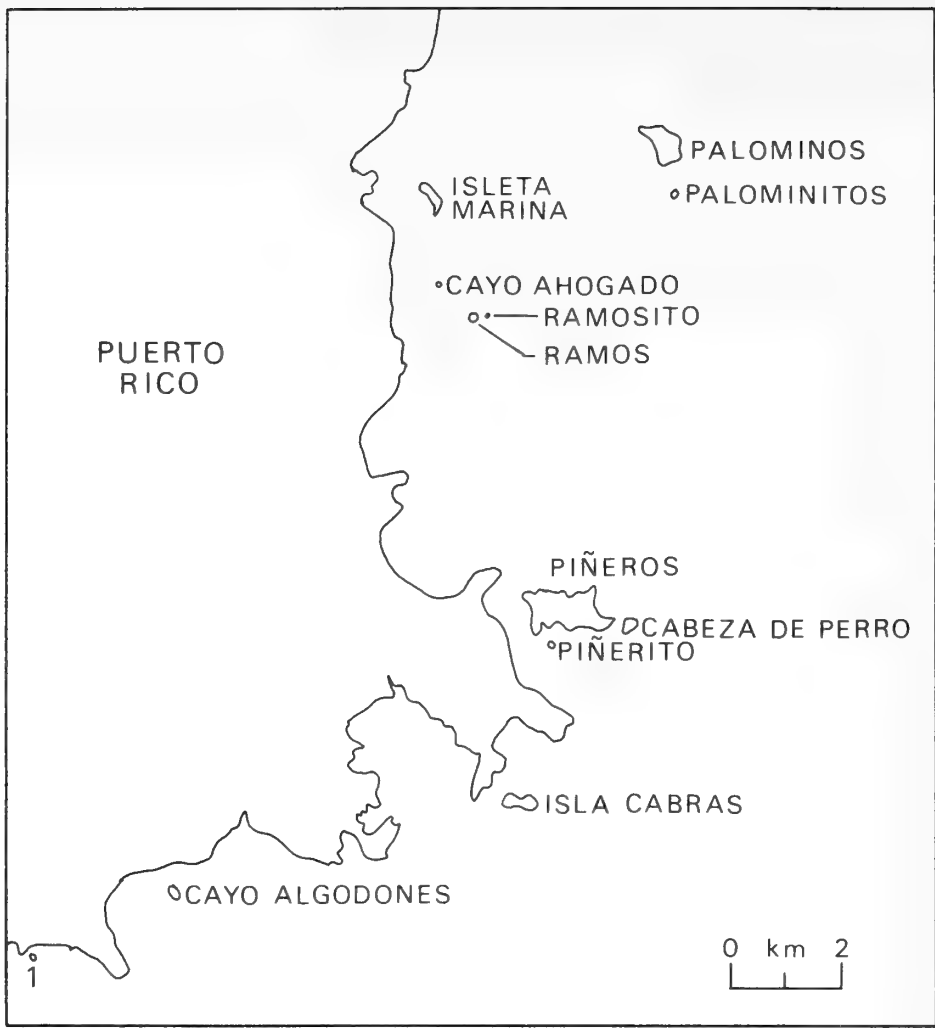 PALOMINOS
ISLETA
MARINA
PALOMINITOS
CAYO AHOGADO
RAMOSITO
RAMOS
PUERTO
RICO
PIÑEROS
CABEZA DE PERRO
PIÑERITO
ISLA CABRAS
CAYO ALGODONES
0 km 2
1